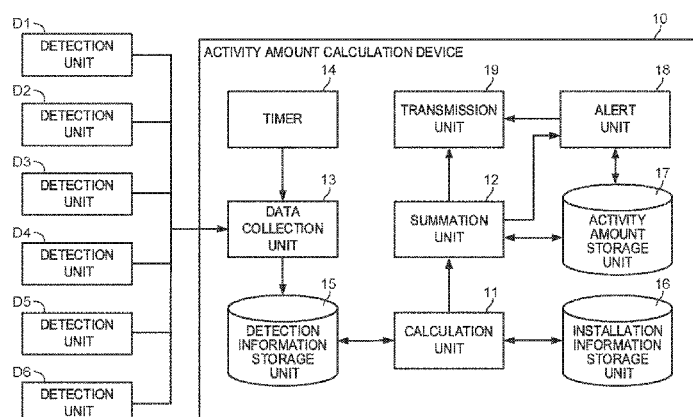 D1
DETECTION
UNIT
D2
DETECTION
UNIT
D3
DETECTION
UNIT
D4
DETECTION
UNIT
D5
DETECTION
UNIT
D6
DETECTION
UNIT
10
ACTIVITY AMOUNT CALCULATION DEVICE
14
TIMER
19
TRANSMISSION
UNIT
18
ALERT
UNIT
13
DATA
COLLECTION
UNIT
12
SUMMATION
UNIT
17
ACTIVITY
AMOUNT
STORAGE
UNIT
15
DETECTION
INFORMATION
STORAGE
UNIT
11
CALCULATION
UNIT
16
INSTALLATION
INFORMATION
STORAGE
UNIT